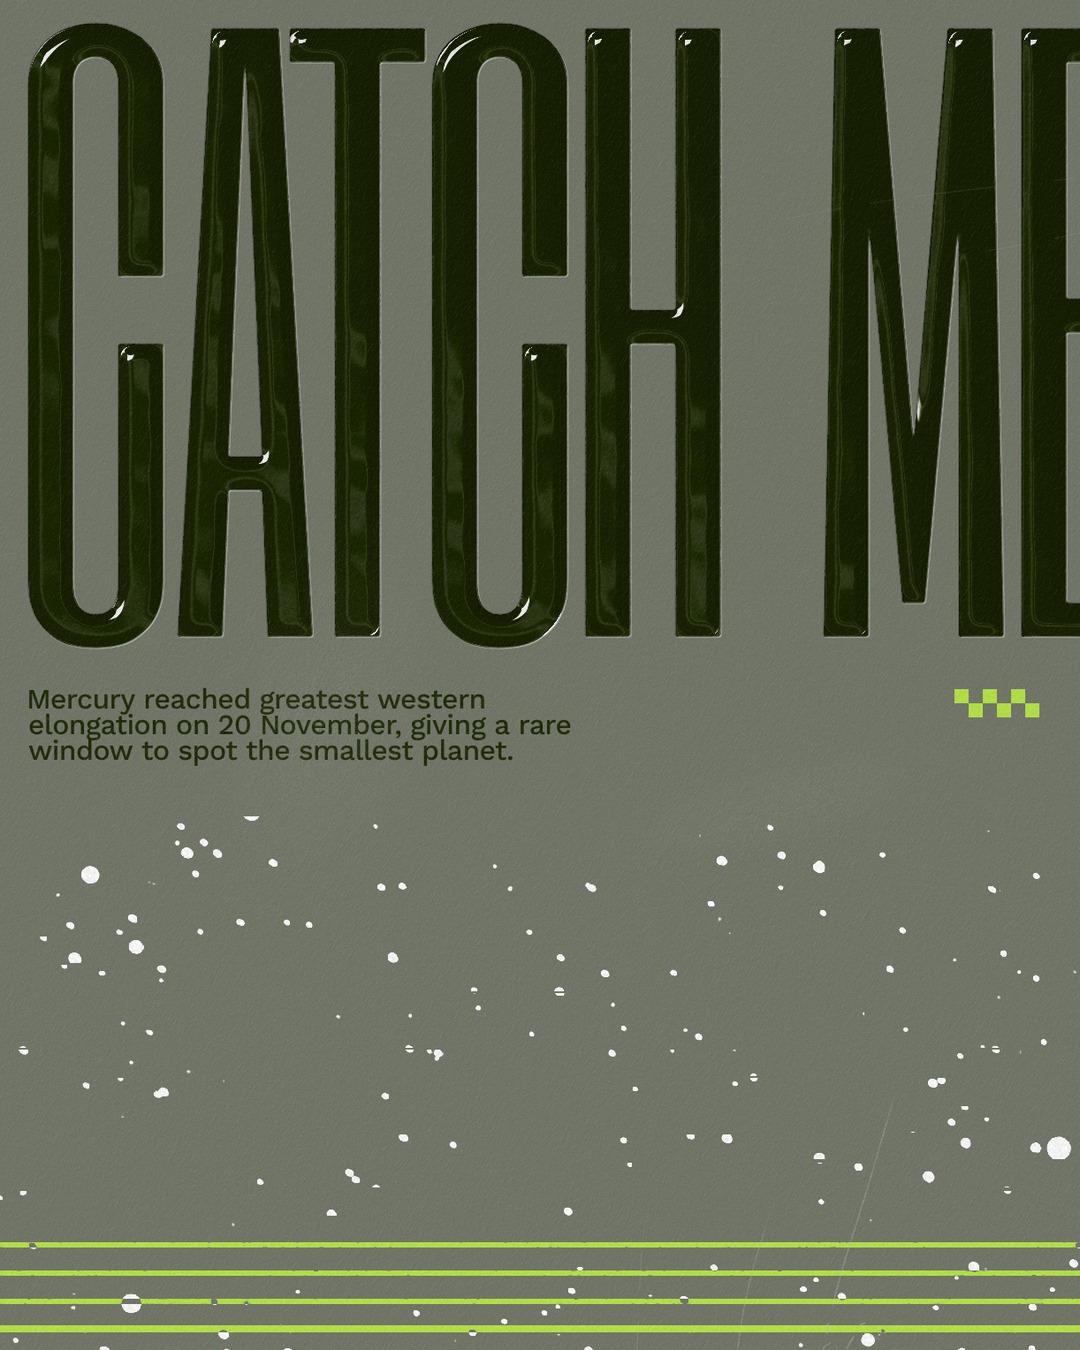 CATCH ME
Mercury reached greatest western
elongation on 20 November, giving a rare
window to spot the smallest planet.